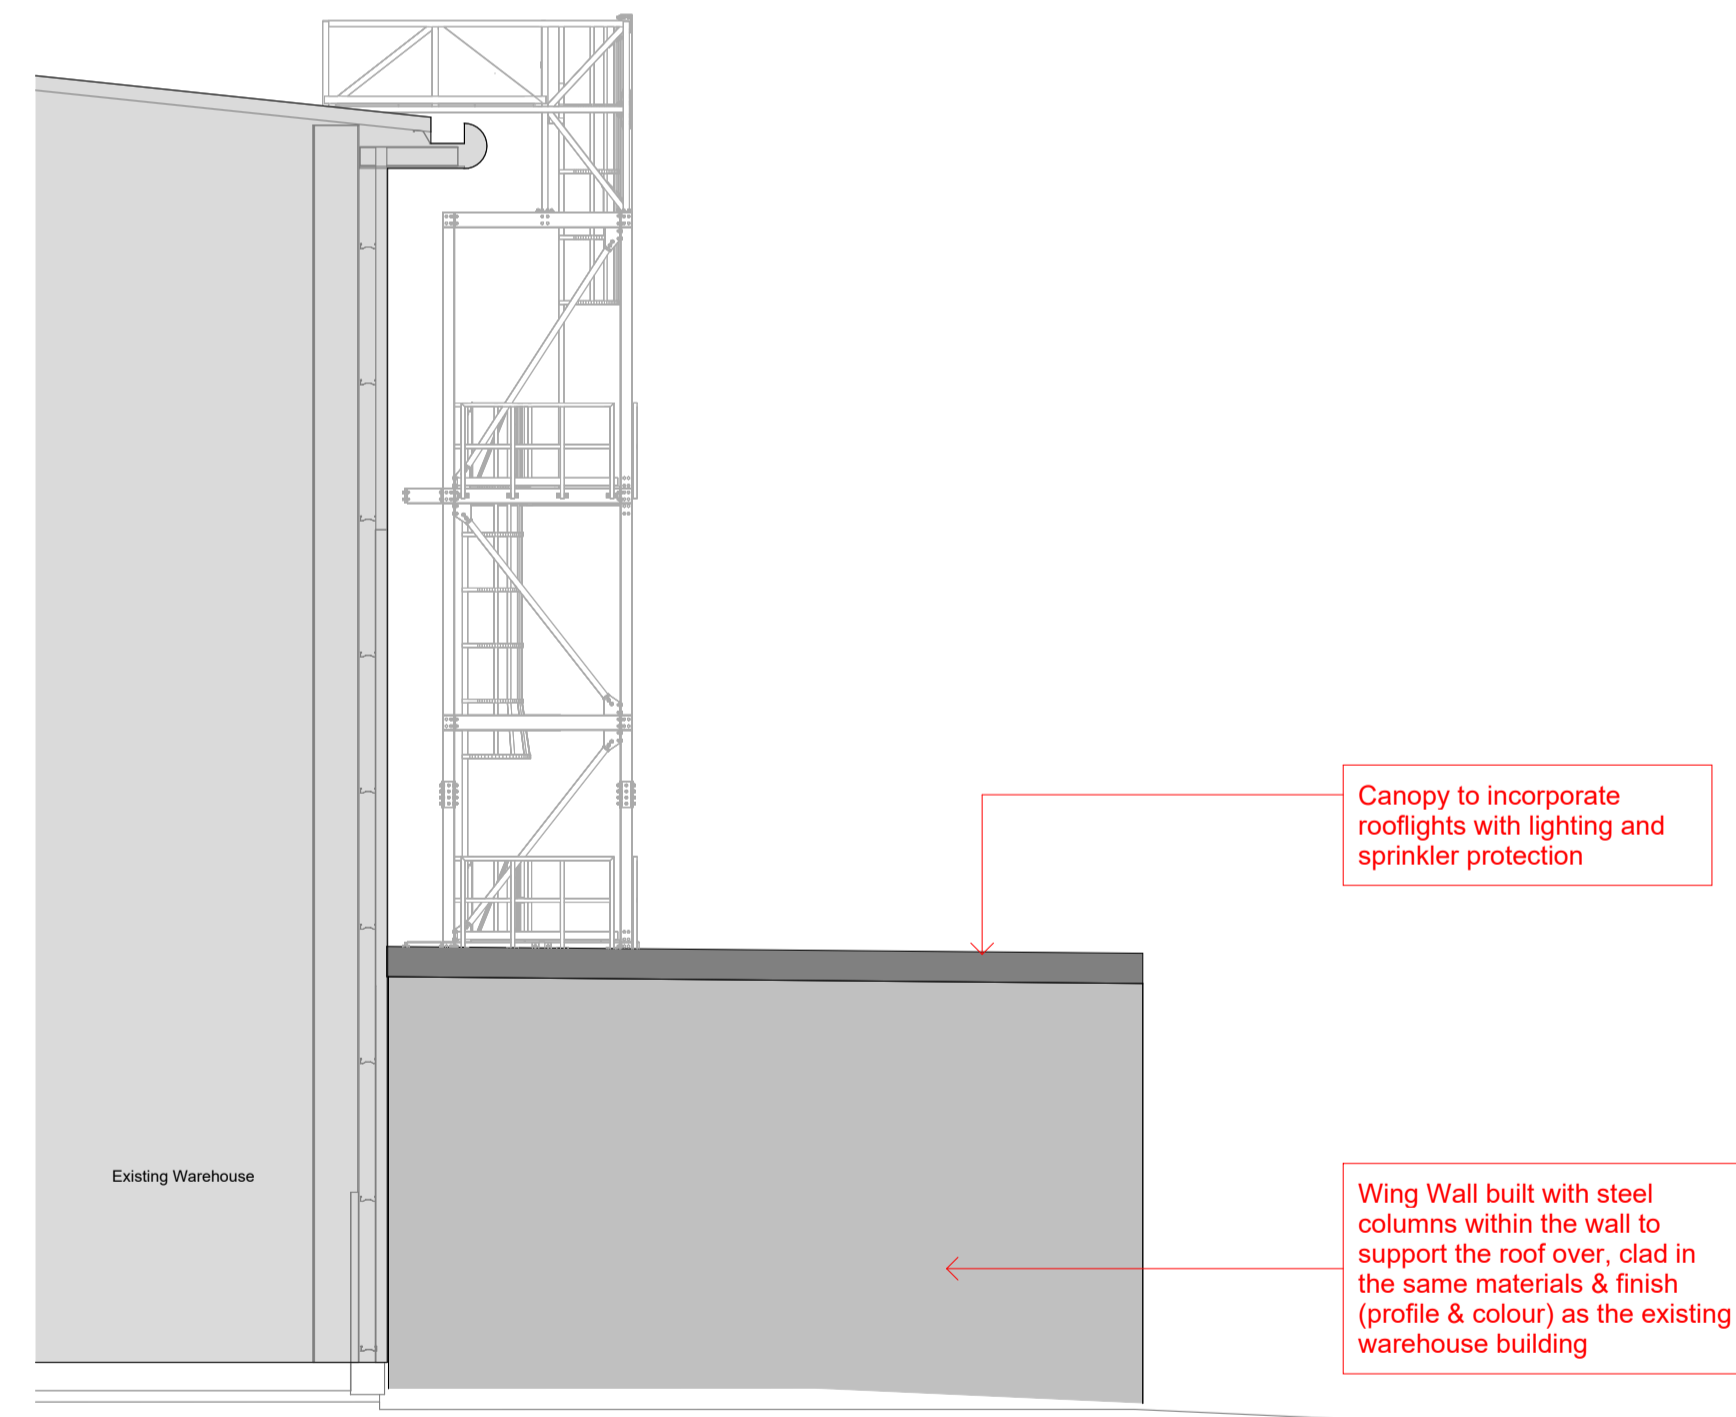 Canopy to incorporate
rooflights with lighting and
sprinkler protection
Existing Warehouse
Wing Wall built with steel
columns within the wall to
support the roof over, clad in
the same materials & finish
(profile & colour) as the existing
warehouse building